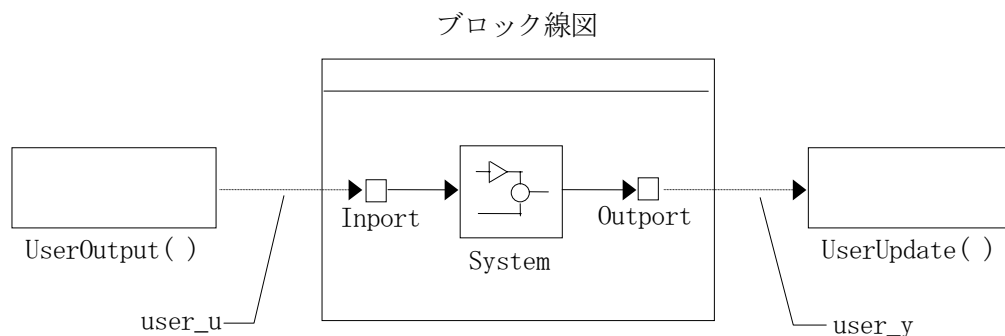 ブロック線図
Inport
Outport
UserOutput( )
System
UserUpdate( )
user_u
user_y